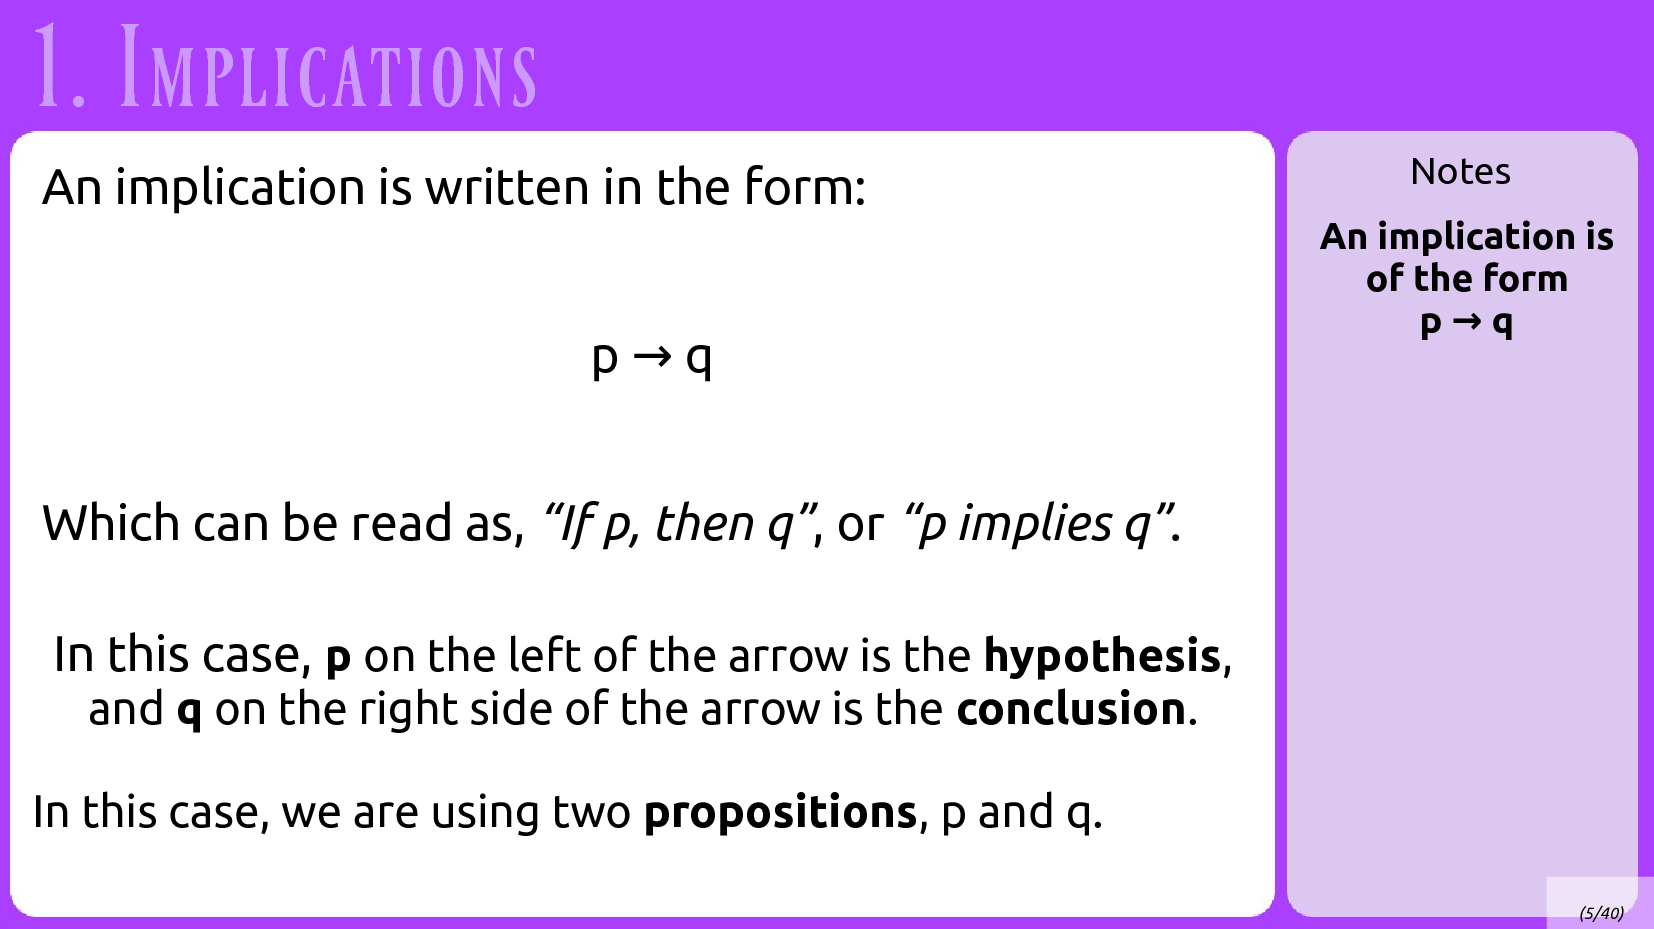 1. Implications
An implication is written in the form:
p → q
Which can be read as, “If p, then q”, or “p implies q”.
In this case, p on the left of the arrow is the hypothesis,
and q on the right side of the arrow is the conclusion.
In this case, we are using two propositions, p and q.
Notes
An implication is
of the form
p → q
(5/40)